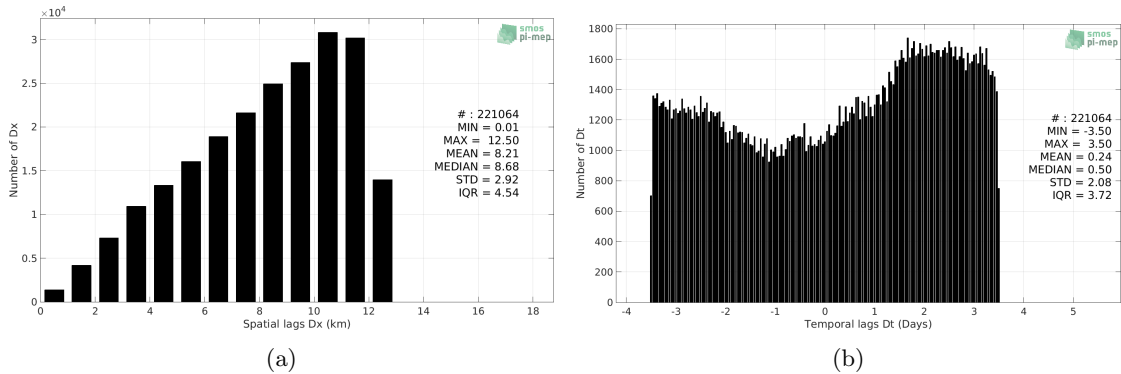 ×10⁴
3
2.5
2
1.5
1
0.5
0
0 2 4 6 8 10 12 14 16 18
Number of Dx
Spatial lags Dx (km)
smos
pi-mep
# : 221064
MIN = 0.01
MAX = 12.50
MEAN = 8.21
MEDIAN = 8.68
STD = 2.92
IQR = 4.54
(a)
1800
1600
1400
1200
1000
800
600
400
200
0
-4 -3 -2 -1 0 1 2 3 4 5
Number of Dt
Temporal lags Dt (Days)
smos
pi-mep
# : 221064
MIN = -3.50
MAX = 3.50
MEAN = 0.24
MEDIAN = 0.50
STD = 2.08
IQR = 3.72
(b)